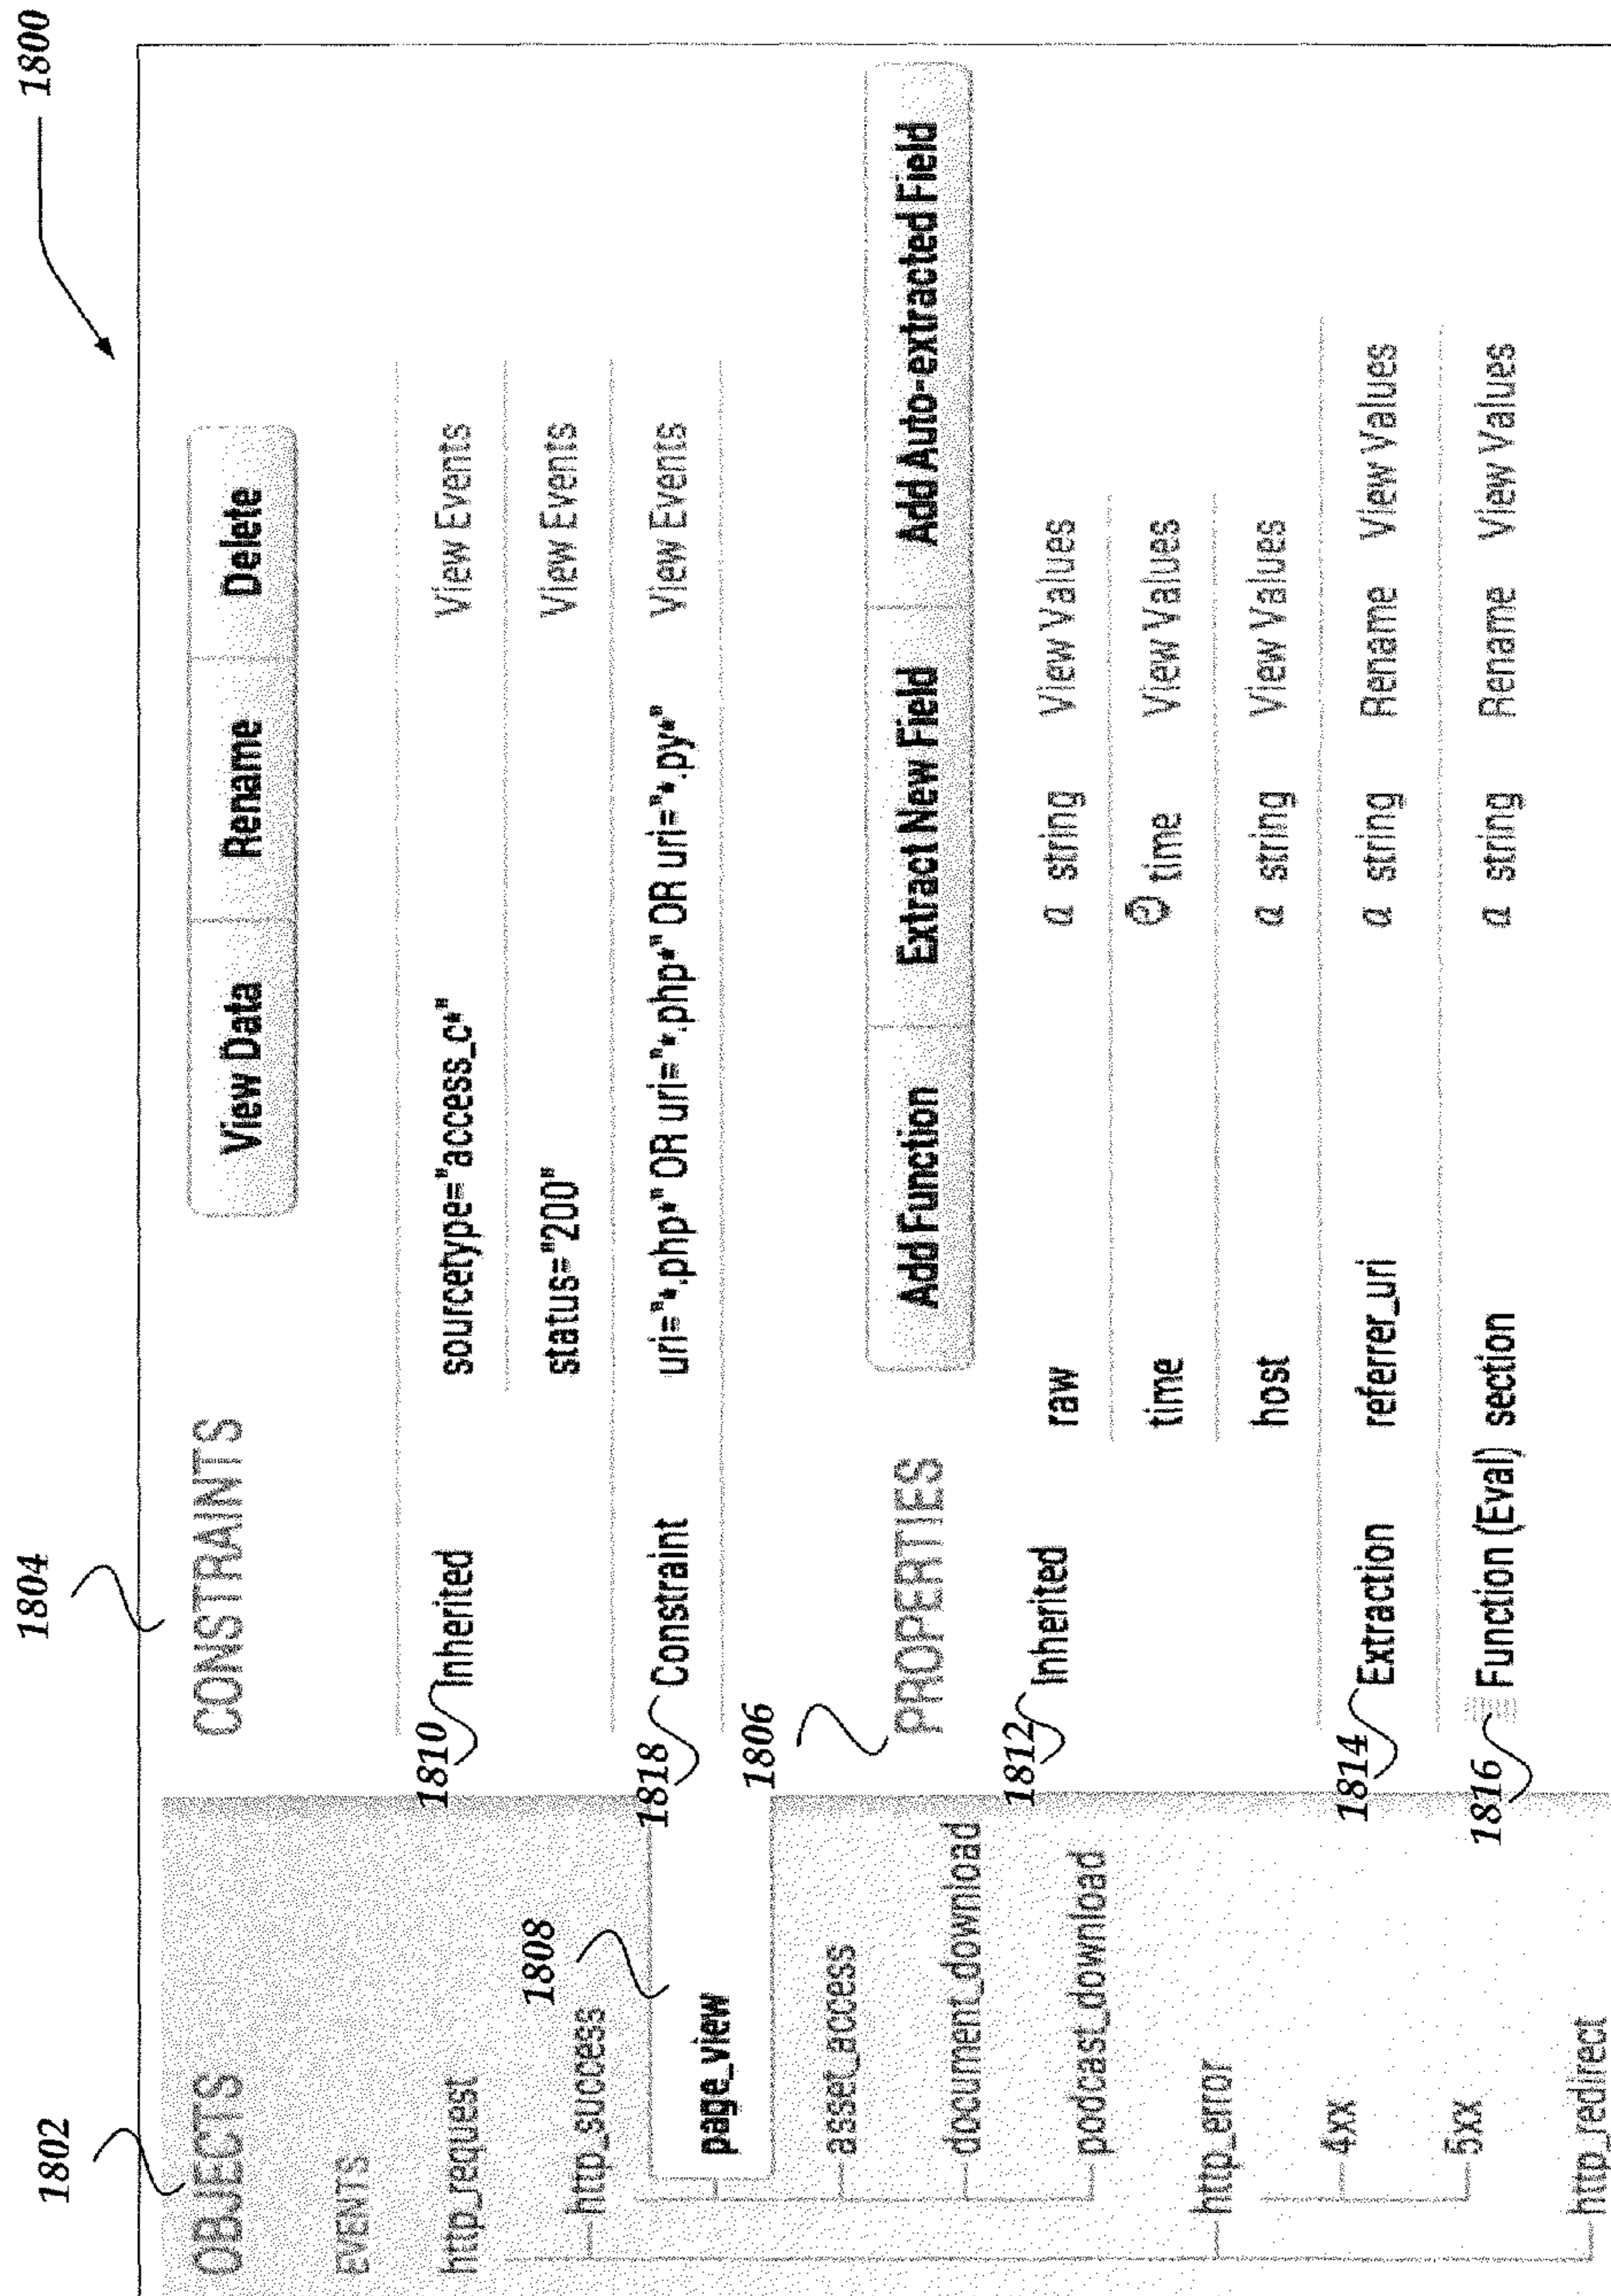 1800
1802
1804
OBJECTS
EVENTS
http_request
http_success
1808
page_view
asset_access
document_download
podcast_download
http_error
4xx
5xx
http_redirect
CONSTRAINTS
View Data Rename Delete
1810 Inherited sourcetype="access_c*" View Events
status="200" View Events
1818 Constraint uri="*.php*" OR uri="*.php*" OR uri="*.py*" View Events
1806
PROPERTIES
Add Function Extract New Field Add Auto-extracted Field
1812 Inherited raw a string View Values
time time View Values
host a string View Values
1814 Extraction referrer_uri a string Rename View Values
1816 Function (Eval) section a string Rename View Values